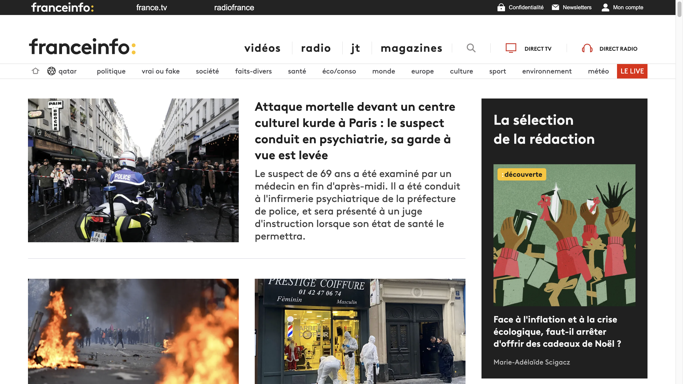 franceinfo:
france.tv
radiofrance
Confidentialité
Newsletters
Mon compte
franceinfo:
vidéos
radio
jt
magazines
DIRECT TV
DIRECT RADIO
qatar
politique
vrai ou fake
société
faits-divers
santé
éco/conso
monde
europe
culture
sport
environnement
météo
LE LIVE
Attaque mortelle devant un centre
culturel kurde à Paris : le suspect
conduit en psychiatrie, sa garde à
vue est levée
Le suspect de 69 ans a été examiné par un
médecin en fin d'après-midi. Il a été conduit
à l'infirmerie psychiatrique de la préfecture
de police, et sera présenté à un juge
d'instruction lorsque son état de santé le
permettra.
La sélection
de la rédaction
découverte
Face à l'inflation et à la crise
écologique, faut-il arrêter
d'offrir des cadeaux de Noël ?
Marie-Adélaïde Scigacz
POLICE
PRESTIGE COIFFURE
01 42 47 06 74
Féminin
Masculin